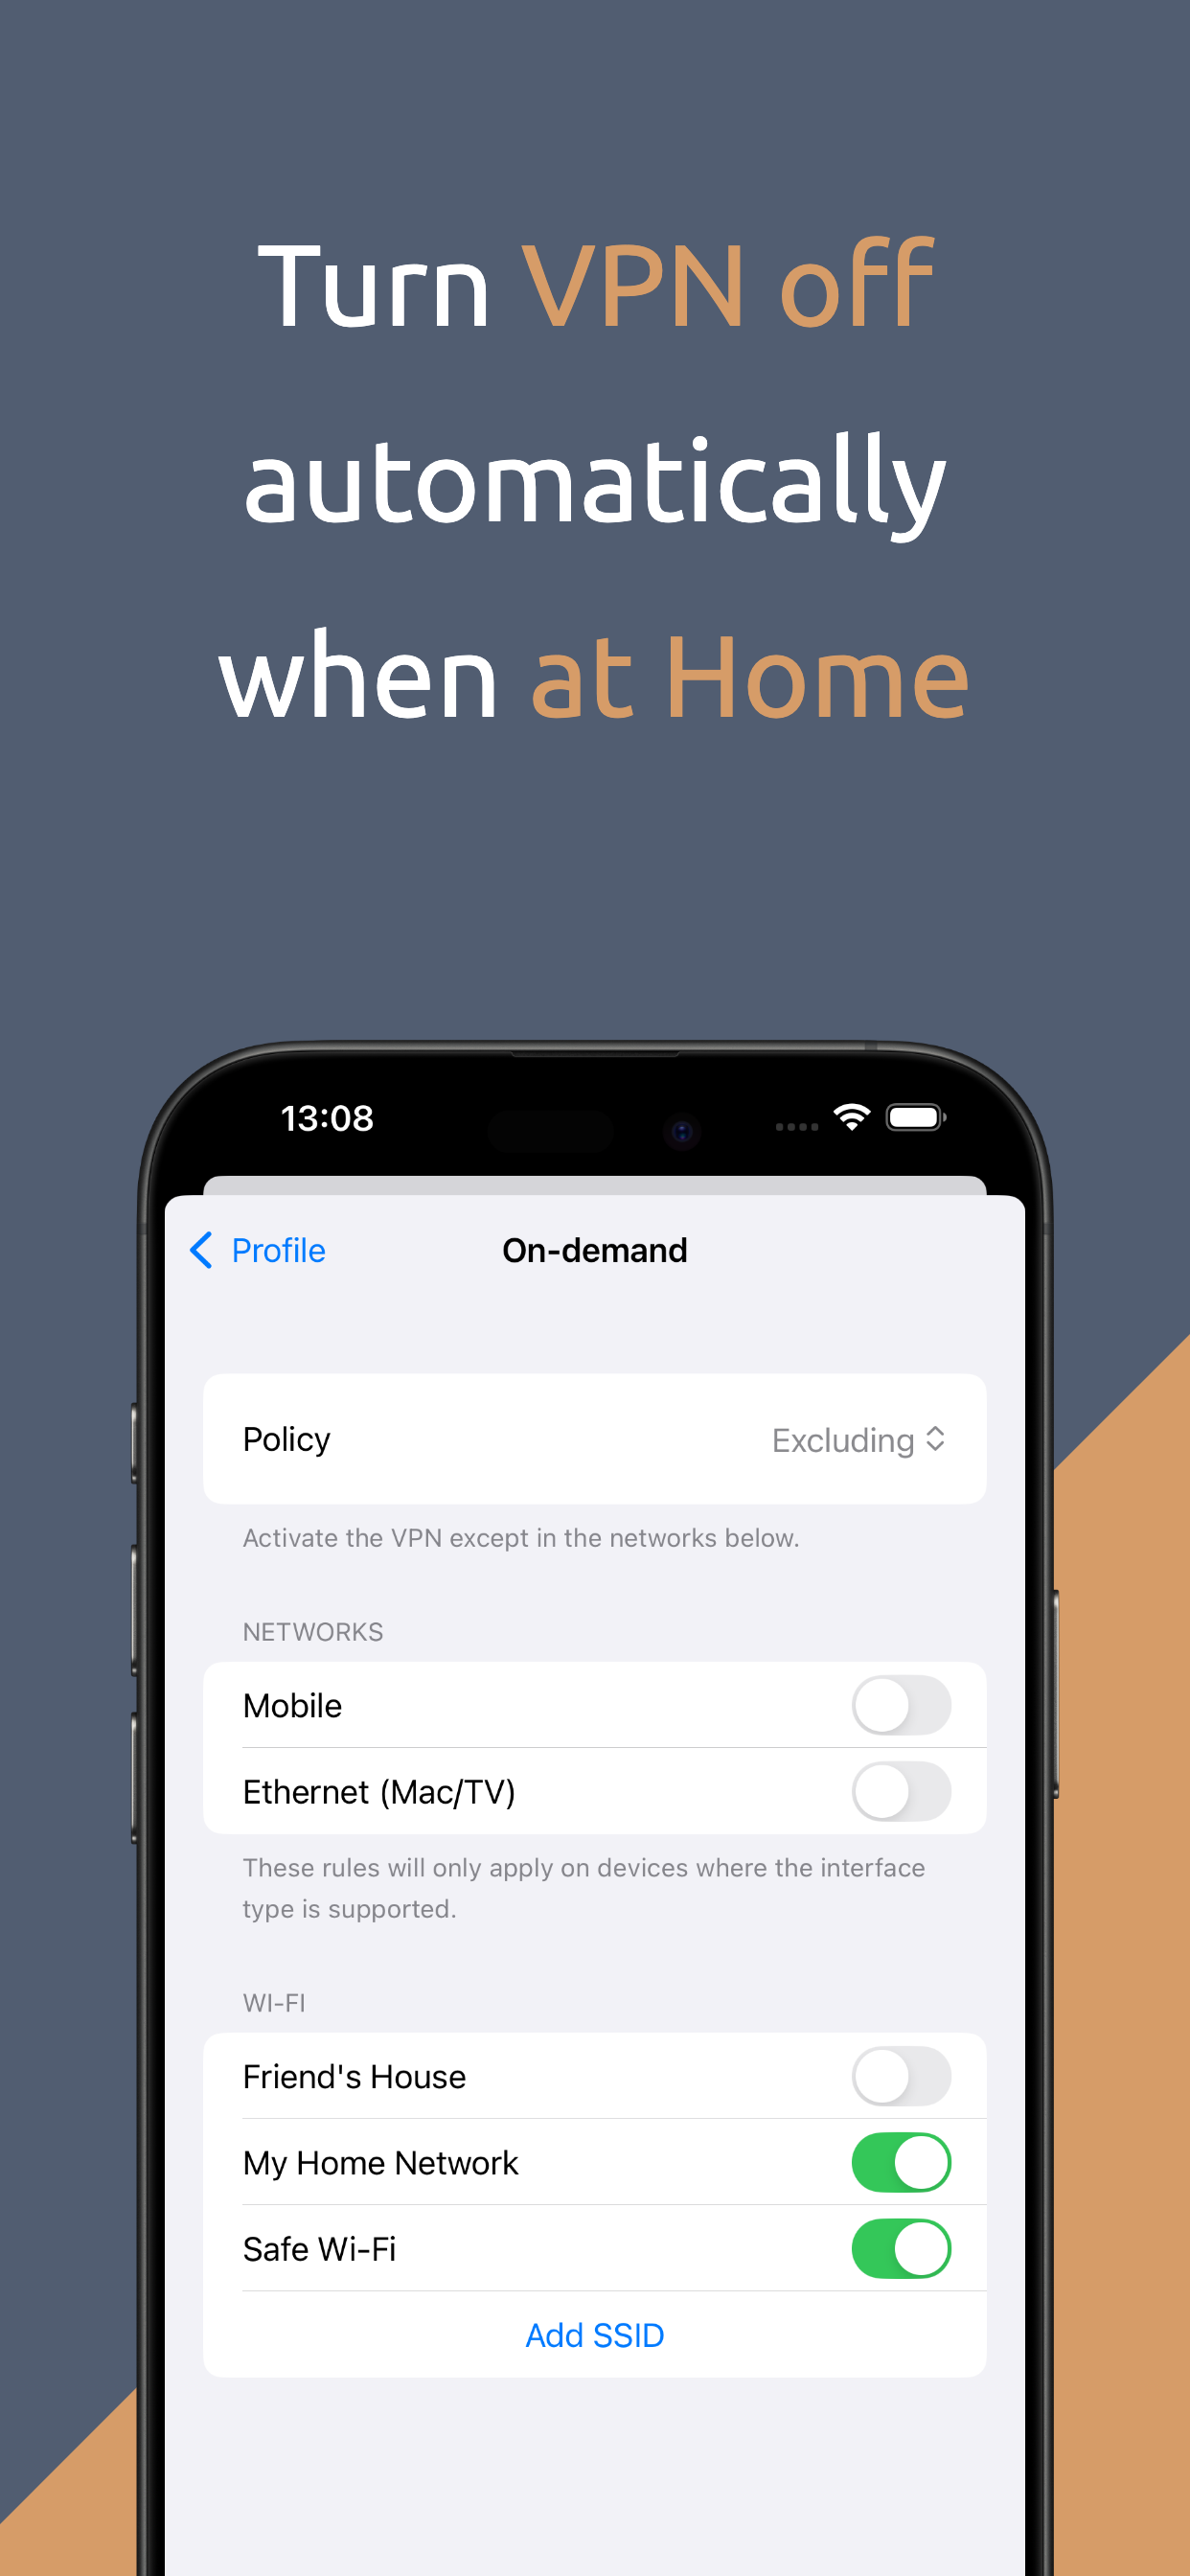 Turn VPN off
automatically
when at Home
13:08
Profile
On-demand
Policy
Excluding
Activate the VPN except in the networks below.
NETWORKS
Mobile
Ethernet (Mac/TV)
These rules will only apply on devices where the interface
type is supported.
WI-FI
Friend's House
My Home Network
Safe Wi-Fi
Add SSID